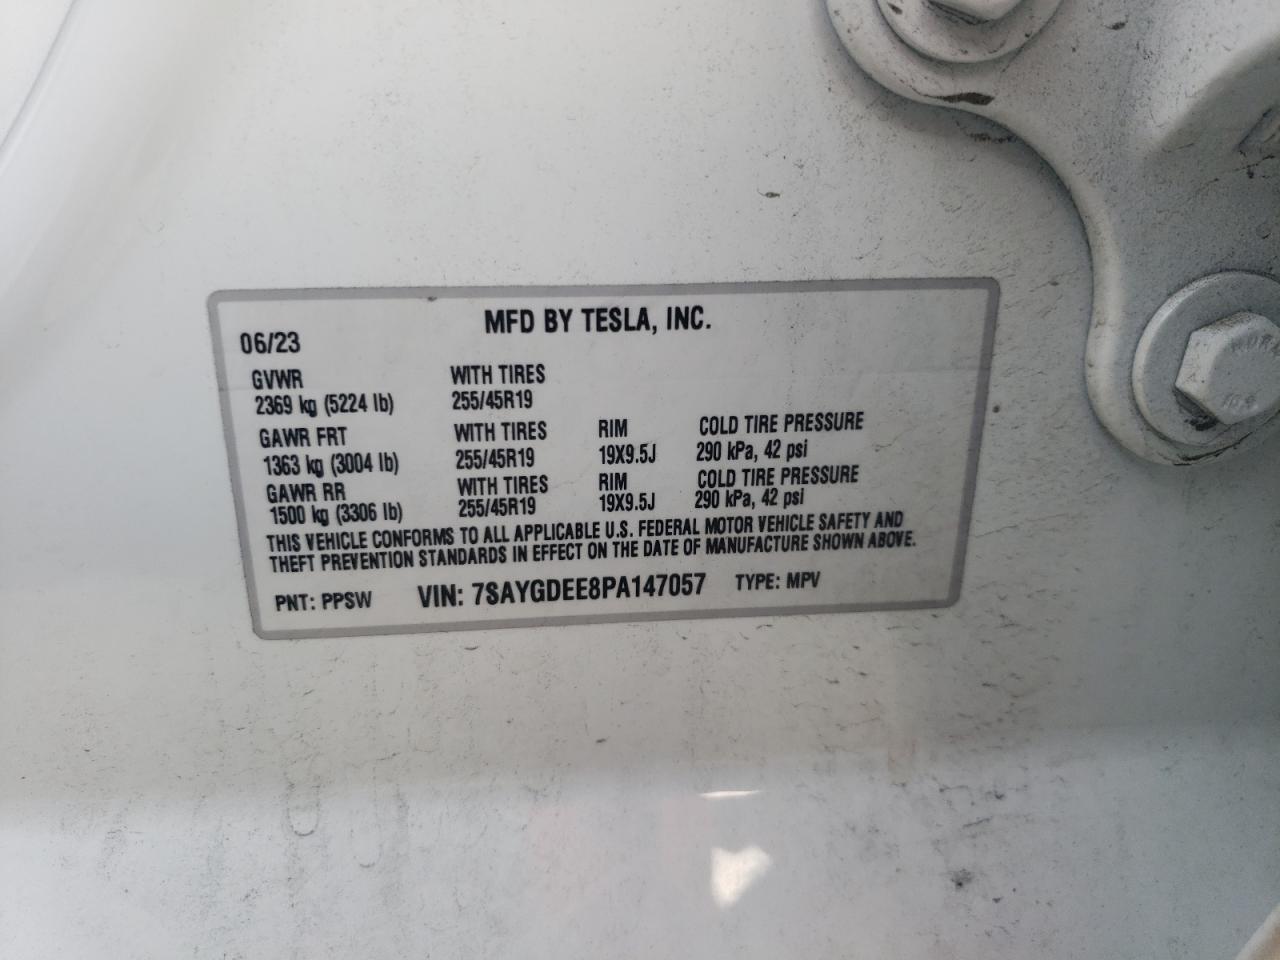 MFD BY TESLA, INC.
06/23
GVWR WITH TIRES
2369 kg (5224 lb) 255/45R19
GAWR FRT WITH TIRES RIM COLD TIRE PRESSURE
1363 kg (3004 lb) 255/45R19 19X9.5J 290 kPa, 42 psi
GAWR RR WITH TIRES RIM COLD TIRE PRESSURE
1500 kg (3306 lb) 255/45R19 19X9.5J 290 kPa, 42 psi
THIS VEHICLE CONFORMS TO ALL APPLICABLE U.S. FEDERAL MOTOR VEHICLE SAFETY AND
THEFT PREVENTION STANDARDS IN EFFECT ON THE DATE OF MANUFACTURE SHOWN ABOVE.
PNT: PPSW VIN: 7SAYGDEE8PA147057 TYPE: MPV